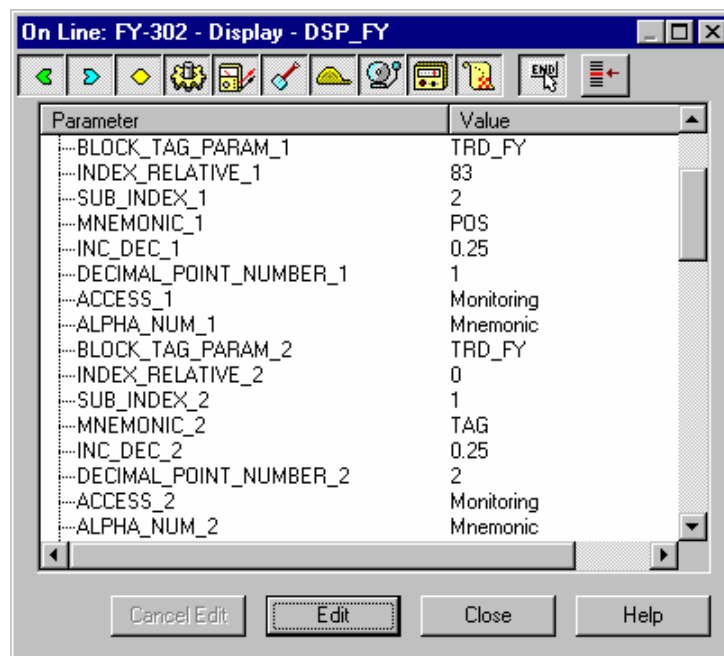 On Line: FY-302 - Display - DSP_FY
END
Parameter Value
BLOCK_TAG_PARAM_1 TRD_FY
INDEX_RELATIVE_1 83
SUB_INDEX_1 2
MNEMONIC_1 POS
INC_DEC_1 0.25
DECIMAL_POINT_NUMBER_1 1
ACCESS_1 Monitoring
ALPHA_NUM_1 Mnemonic
BLOCK_TAG_PARAM_2 TRD_FY
INDEX_RELATIVE_2 0
SUB_INDEX_2 1
MNEMONIC_2 TAG
INC_DEC_2 0.25
DECIMAL_POINT_NUMBER_2 2
ACCESS_2 Monitoring
ALPHA_NUM_2 Mnemonic
Cancel Edit Edit Close Help